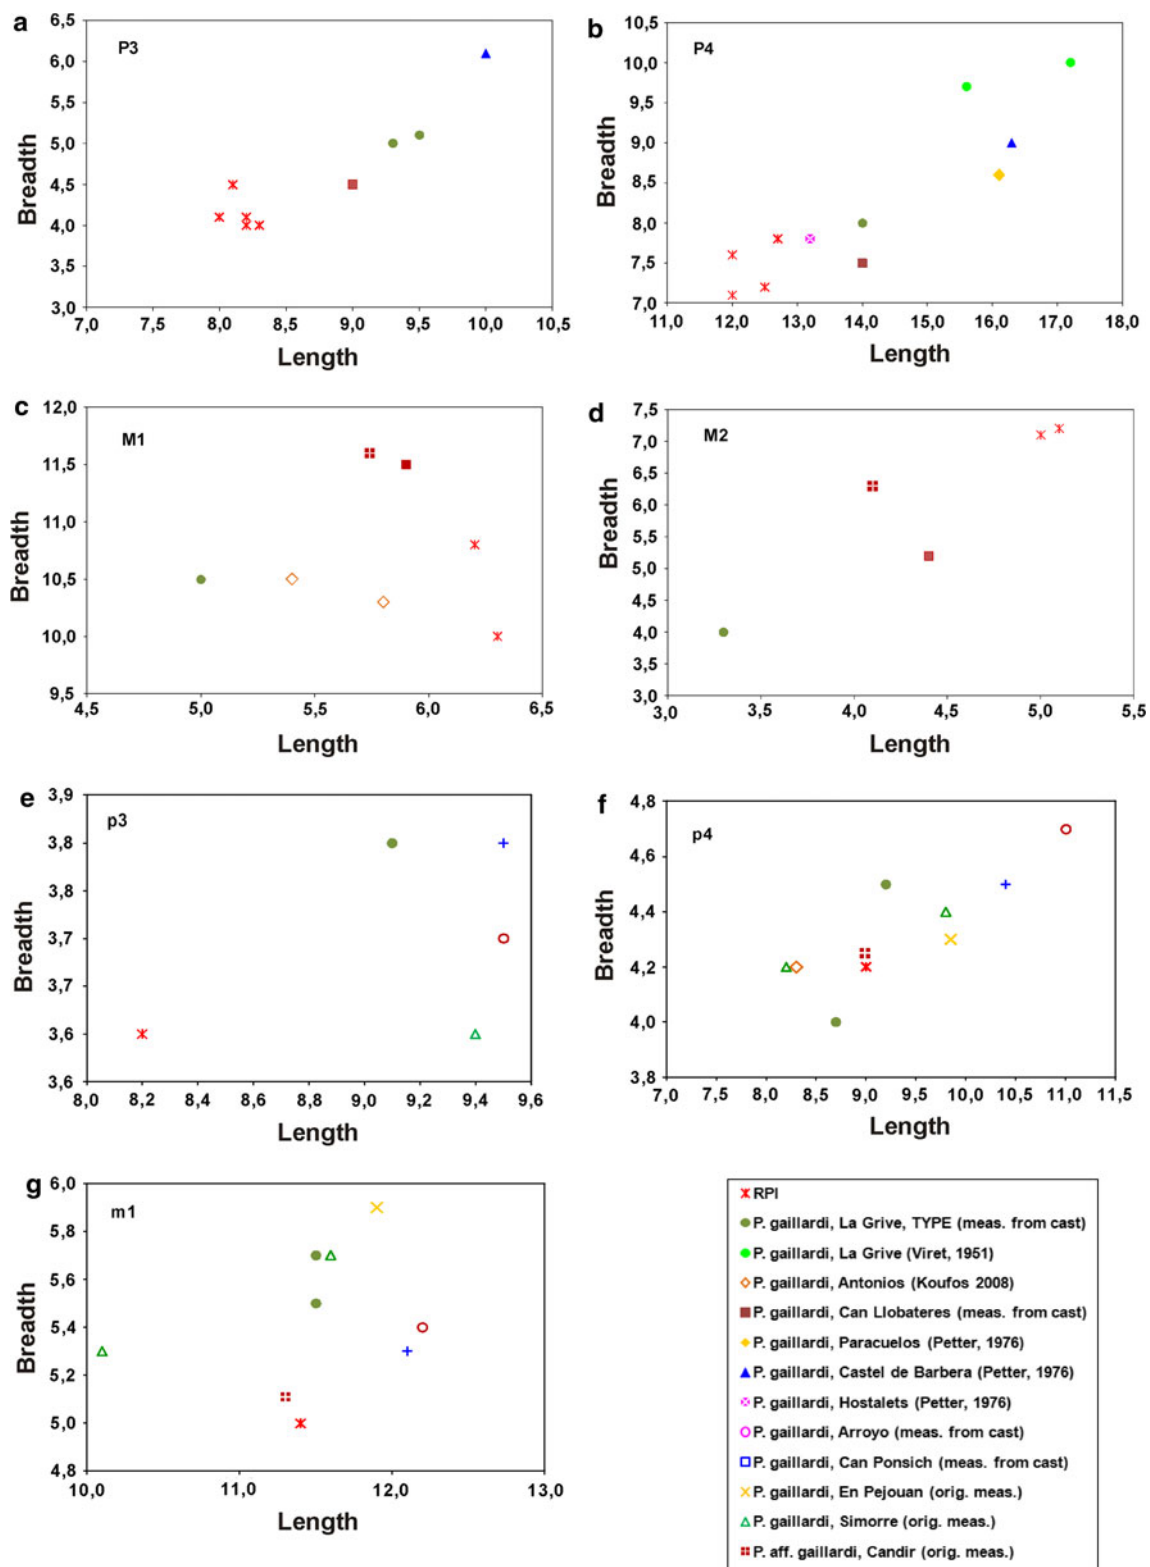 a
P3
6,5
6,0
5,5
5,0
4,5
4,0
3,5
3,0
Breadth
7,0 7,5 8,0 8,5 9,0 9,5 10,0 10,5
Length
b
P4
10,5
10,0
9,5
9,0
8,5
8,0
7,5
7,0
Breadth
11,0 12,0 13,0 14,0 15,0 16,0 17,0 18,0
Length
c
M1
12,0
11,5
11,0
10,5
10,0
9,5
Breadth
4,5 5,0 5,5 6,0 6,5
Length
d
M2
7,5
7,0
6,5
6,0
5,5
5,0
4,5
4,0
3,5
3,0
Breadth
3,0 3,5 4,0 4,5 5,0 5,5
Length
e
p3
3,9
3,8
3,8
3,7
3,7
3,6
3,6
Breadth
8,0 8,2 8,4 8,6 8,8 9,0 9,2 9,4 9,6
Length
f
p4
4,8
4,6
4,4
4,2
4,0
3,8
Breadth
7,0 7,5 8,0 8,5 9,0 9,5 10,0 10,5 11,0 11,5
Length
g
m1
6,0
5,8
5,6
5,4
5,2
5,0
4,8
Breadth
10,0 11,0 12,0 13,0
Length
RPI
P. gaillardi, La Grive, TYPE (meas. from cast)
P. gaillardi, La Grive (Viret, 1951)
P. gaillardi, Antonios (Koufos 2008)
P. gaillardi, Can Llobateres (meas. from cast)
P. gaillardi, Paracuelos (Petter, 1976)
P. gaillardi, Castel de Barbera (Petter, 1976)
P. gaillardi, Hostalets (Petter, 1976)
P. gaillardi, Arroyo (meas. from cast)
P. gaillardi, Can Ponsich (meas. from cast)
P. gaillardi, En Pejouan (orig. meas.)
P. gaillardi, Simorre (orig. meas.)
P. aff. gaillardi, Candir (orig. meas.)